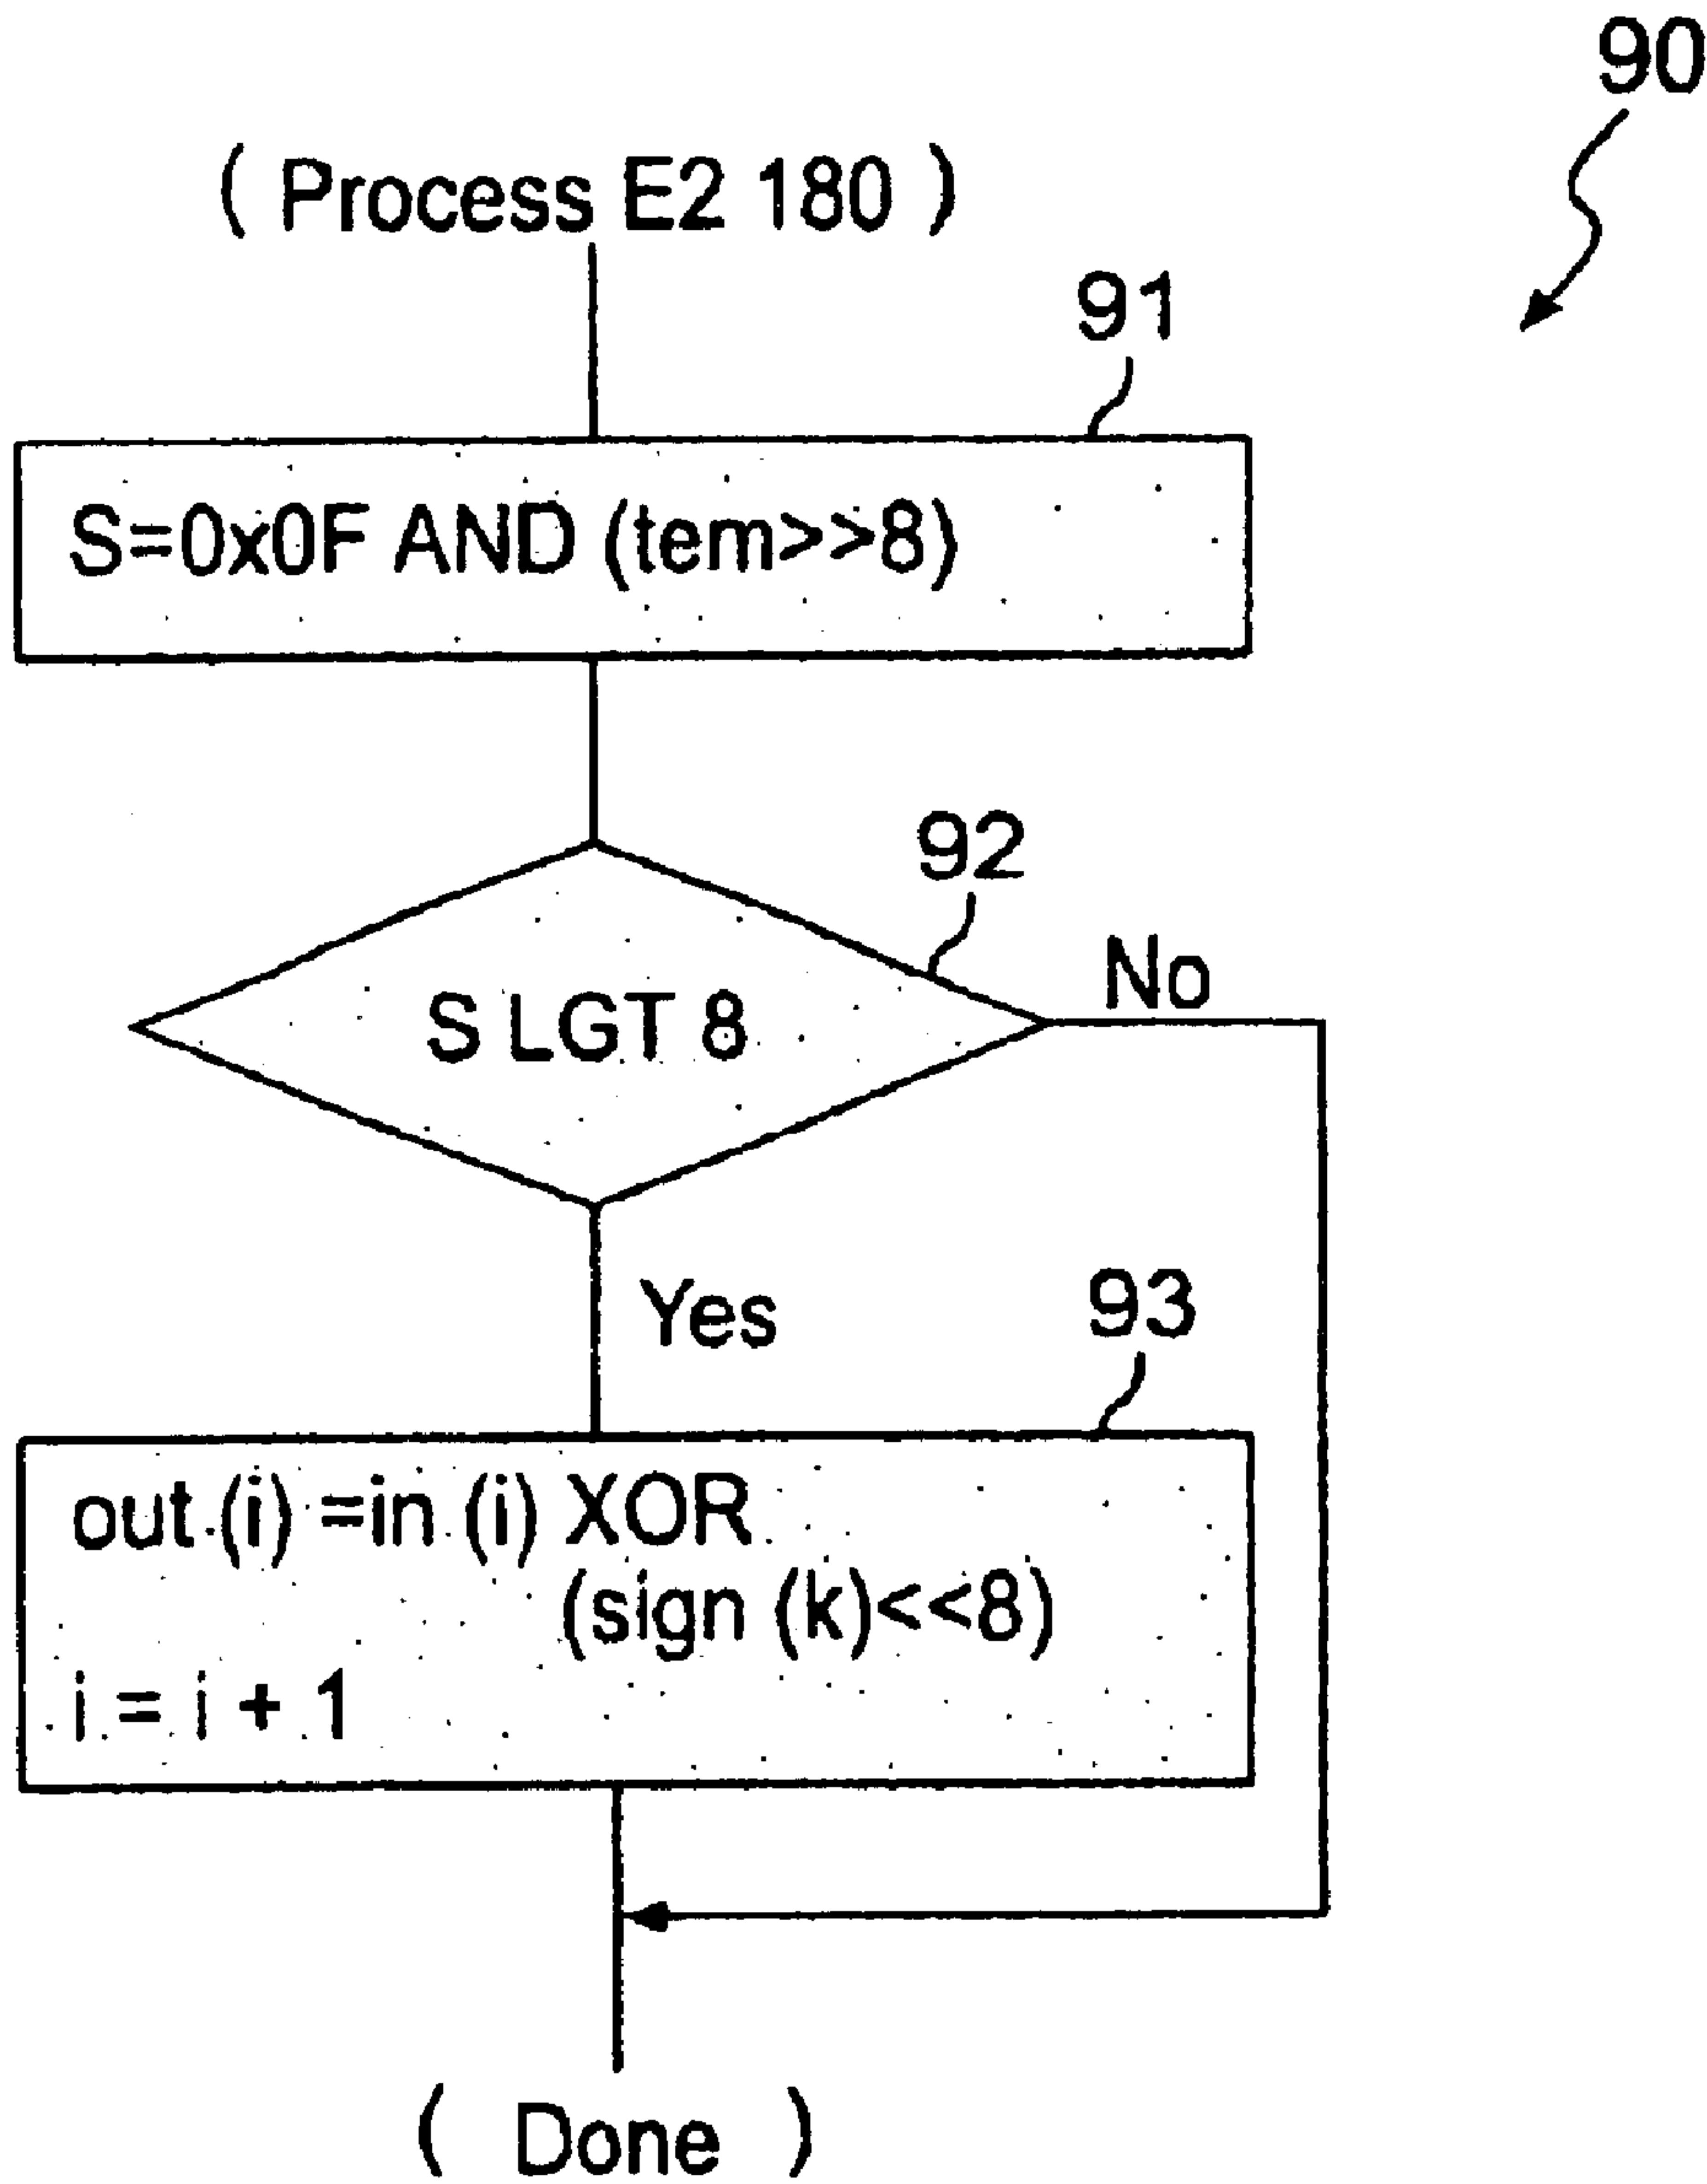 90
( Process E2 180 )
91
S=0x0F AND (tem>>8)
92
S LGT 8
No
Yes
93
out (i) =in (i) XOR
(sign (k)<<8)
i = i + 1
( Done )